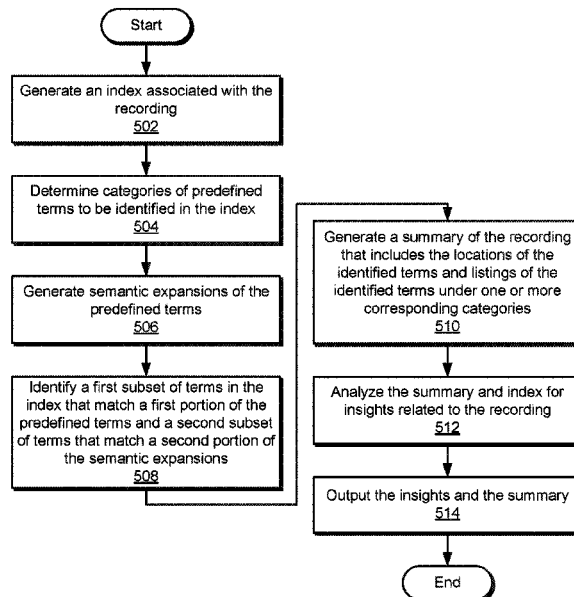 Start
Generate an index associated with the
recording
502
Determine categories of predefined
terms to be identified in the index
504
Generate semantic expansions of the
predefined terms
506
Identify a first subset of terms in the
index that match a first portion of the
predefined terms and a second subset
of terms that match a second portion of
the semantic expansions
508
Generate a summary of the recording
that includes the locations of the
identified terms and listings of the
identified terms under one or more
corresponding categories
510
Analyze the summary and index for
insights related to the recording
512
Output the insights and the summary
514
End